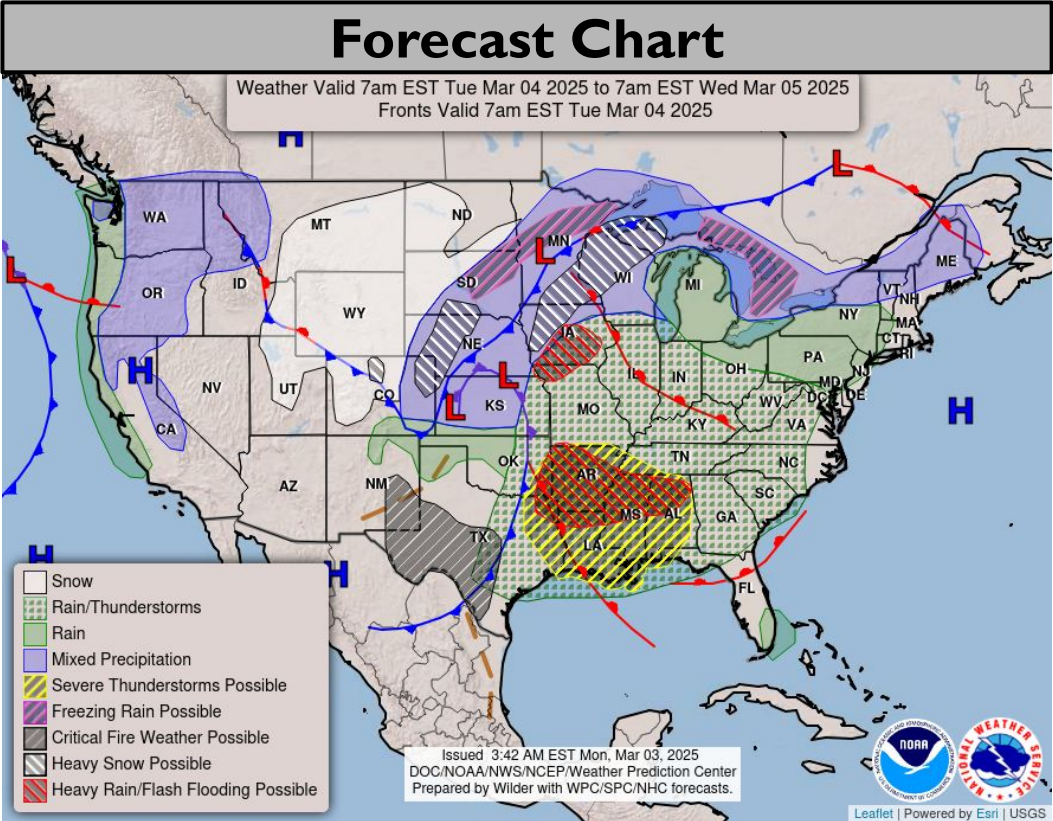 Forecast Chart
Weather Valid 7am EST Tue Mar 04 2025 to 7am EST Wed Mar 05 2025
Fronts Valid 7am EST Tue Mar 04 2025
H
L
WA
MT
ND
MN
L
ME
L
OR
ID
SD
WI
MI
VT
NH
WY
NY
MA
CT
RI
H
NE
IA
PA
NJ
NV
UT
CO
L
IL
IN
OH
MD
DE
DC
L
KS
MO
WV
H
CA
KY
VA
AZ
NM
OK
AR
TN
NC
SC
MS
AL
GA
TX
LA
H
H
FL
Snow
Rain/Thunderstorms
Rain
Mixed Precipitation
Severe Thunderstorms Possible
Freezing Rain Possible
Critical Fire Weather Possible
Heavy Snow Possible
Heavy Rain/Flash Flooding Possible
Issued 3:42 AM EST Mon, Mar 03, 2025
DOC/NOAA/NWS/NCEP/Weather Prediction Center
Prepared by Wilder with WPC/SPC/NHC forecasts.
NOAA
NATIONAL WEATHER SERVICE
Leaflet | Powered by Esri | USGS